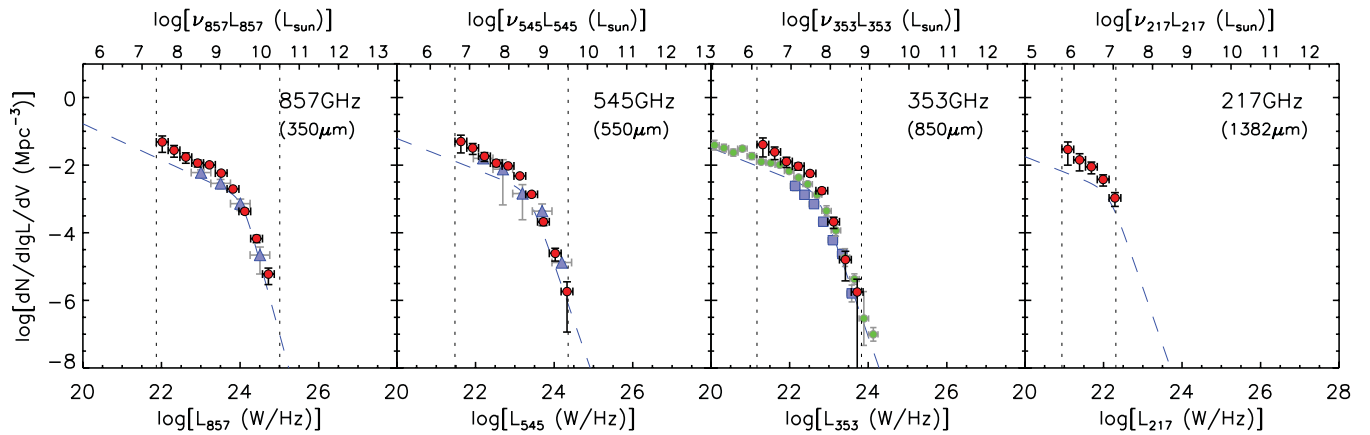 log[ν₈₅₇L₈₅₇ (Lsun)] log[ν₅₄₅L₅₄₅ (Lsun)] log[ν₃₅₃L₃₅₃ (Lsun)] log[ν₂₁₇L₂₁₇ (Lsun)]
6 7 8 9 10 11 12 13 6 7 8 9 10 11 12 6 7 8 9 10 11 12 5 6 7 8 9 10 11 12
857GHz 545GHz 353GHz 217GHz
(350μm) (550μm) (850μm) (1382μm)
log[dN/dlgL/dV (Mpc⁻³)]
0
−2
−4
−6
−8
20 22 24 26 20 22 24 26 20 22 24 26 20 22 24 26 28
log[L₈₅₇ (W/Hz)] log[L₅₄₅ (W/Hz)] log[L₃₅₃ (W/Hz)] log[L₂₁₇ (W/Hz)]